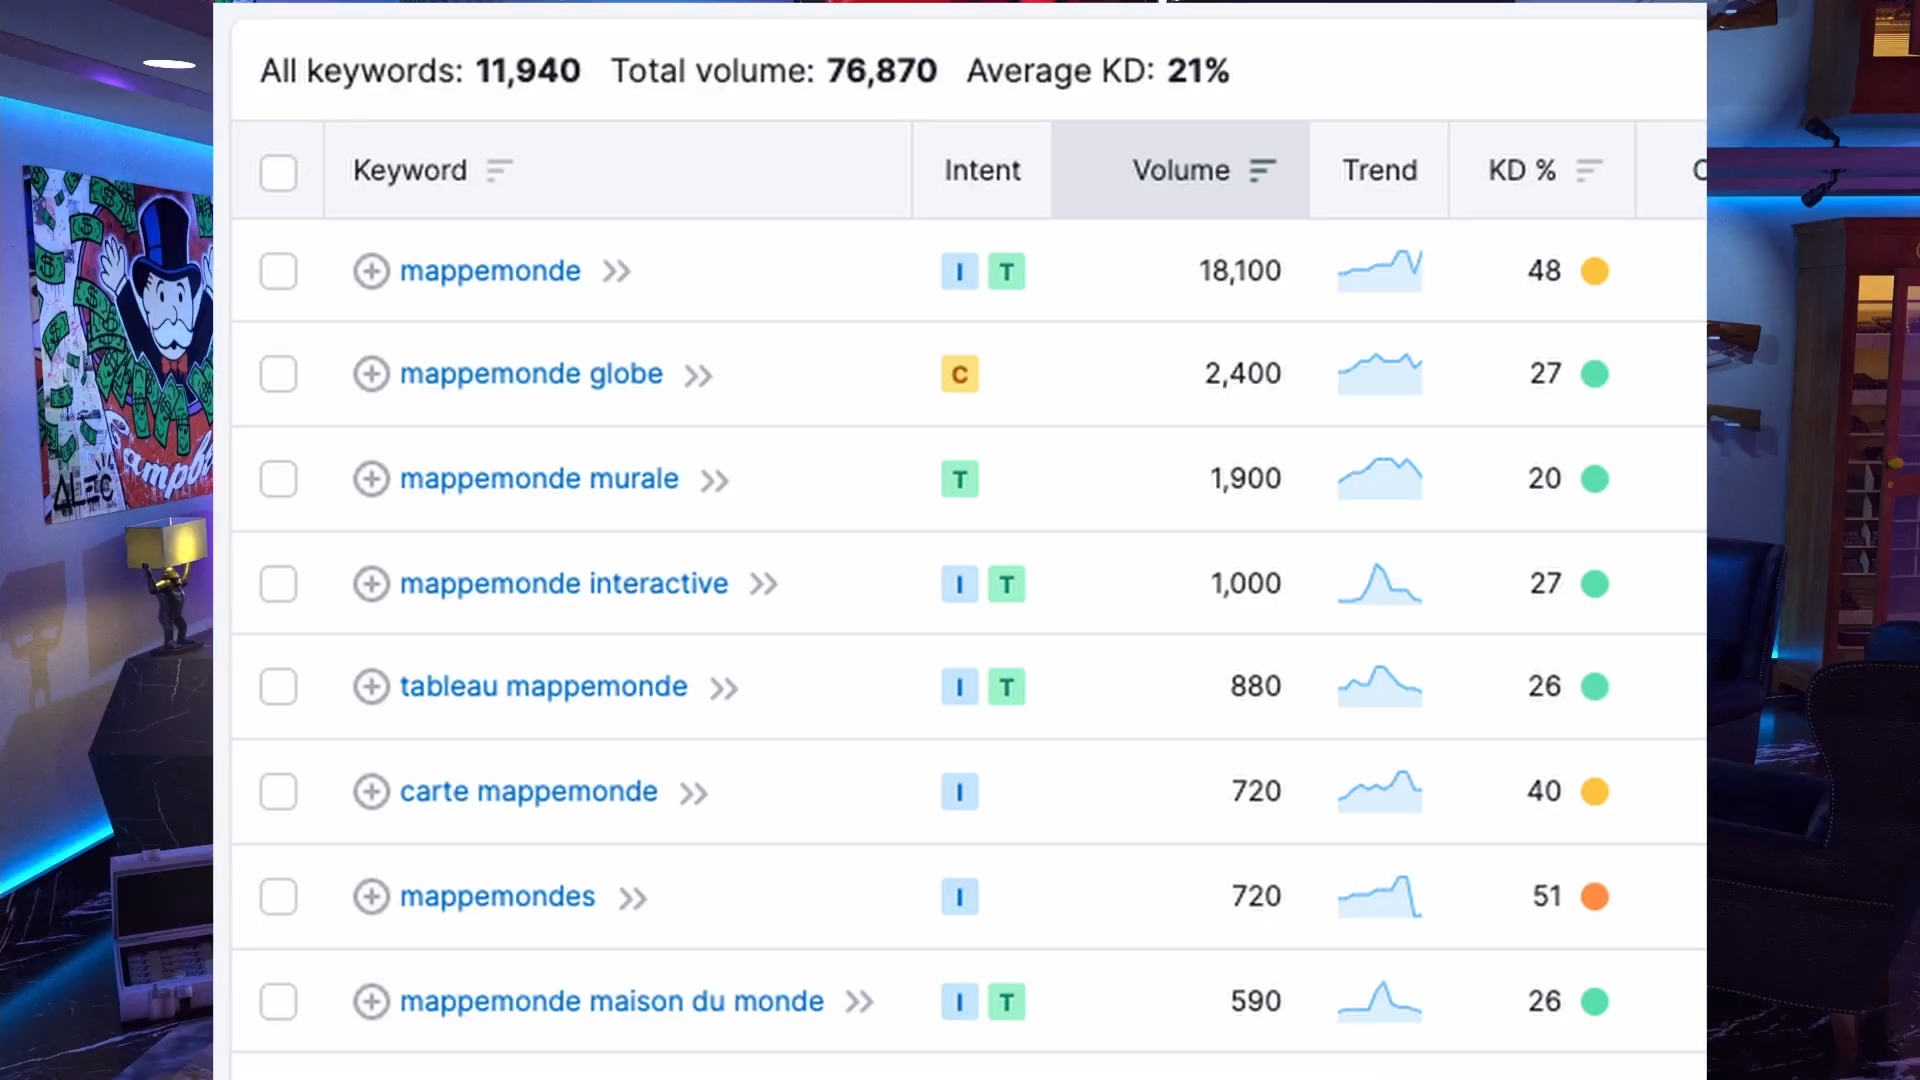 All keywords: 11,940 Total volume: 76,870 Average KD: 21%
Keyword Intent Volume Trend KD %
mappemonde I T 18,100 48
mappemonde globe C 2,400 27
mappemonde murale T 1,900 20
mappemonde interactive I T 1,000 27
tableau mappemonde I T 880 26
carte mappemonde I 720 40
mappemondes I 720 51
mappemonde maison du monde I T 590 26
ALEC